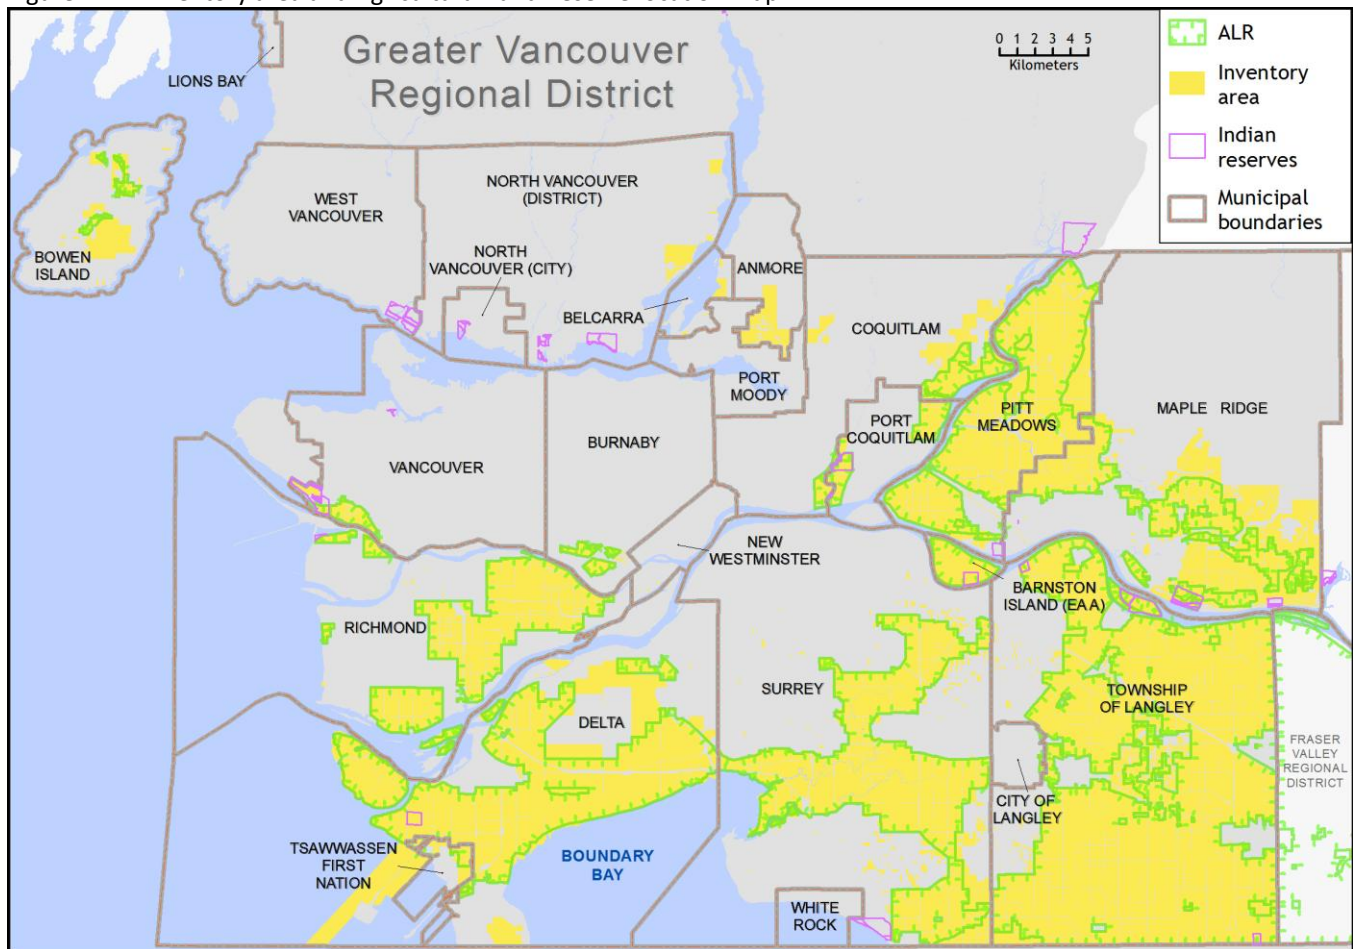 Greater Vancouver
Regional District
0 1 2 3 4 5
Kilometers
ALR
Inventory
area
Indian
reserves
Municipal
boundaries
LIONS BAY
WEST
VANCOUVER
NORTH VANCOUVER
(DISTRICT)
NORTH
VANCOUVER (CITY)
BOWEN
ISLAND
ANMORE
BELCARRA
COQUITLAM
PORT
MOODY
PORT
COQUITLAM
PITT
MEADOWS
MAPLE RIDGE
BURNABY
VANCOUVER
NEW
WESTMINSTER
BARNSTON
ISLAND (EA A)
RICHMOND
SURREY
TOWNSHIP
OF LANGLEY
DELTA
FRASER
VALLEY
REGIONAL
DISTRICT
CITY OF
LANGLEY
TSAWWASSEN
FIRST
NATION
BOUNDARY
BAY
WHITE
ROCK